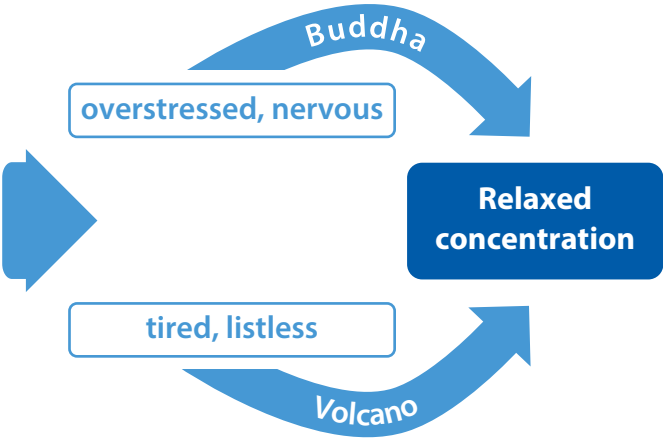 Buddha
overstressed, nervous
Relaxed
concentration
tired, listless
Volcano